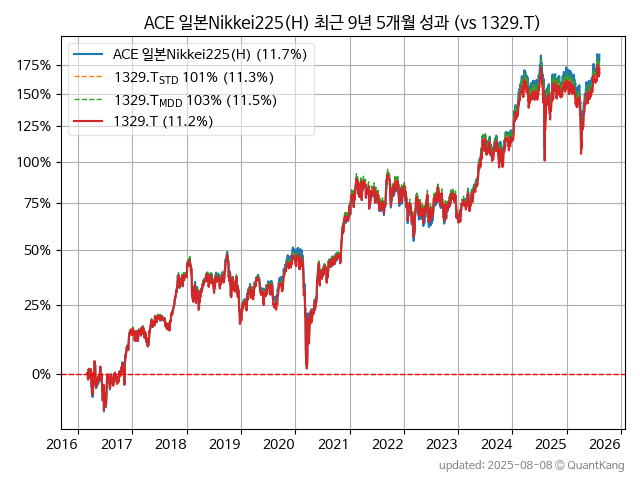 ACE 일본Nikkei225(H) 최근 9년 5개월 성과 (vs 1329.T)
ACE 일본Nikkei225(H) (11.7%)
1329.T_STD 101% (11.3%)
1329.T_MDD 103% (11.5%)
1329.T (11.2%)
175%
150%
125%
100%
75%
50%
25%
0%
2016 2017 2018 2019 2020 2021 2022 2023 2024 2025 2026
updated: 2025-08-08 © QuantKang